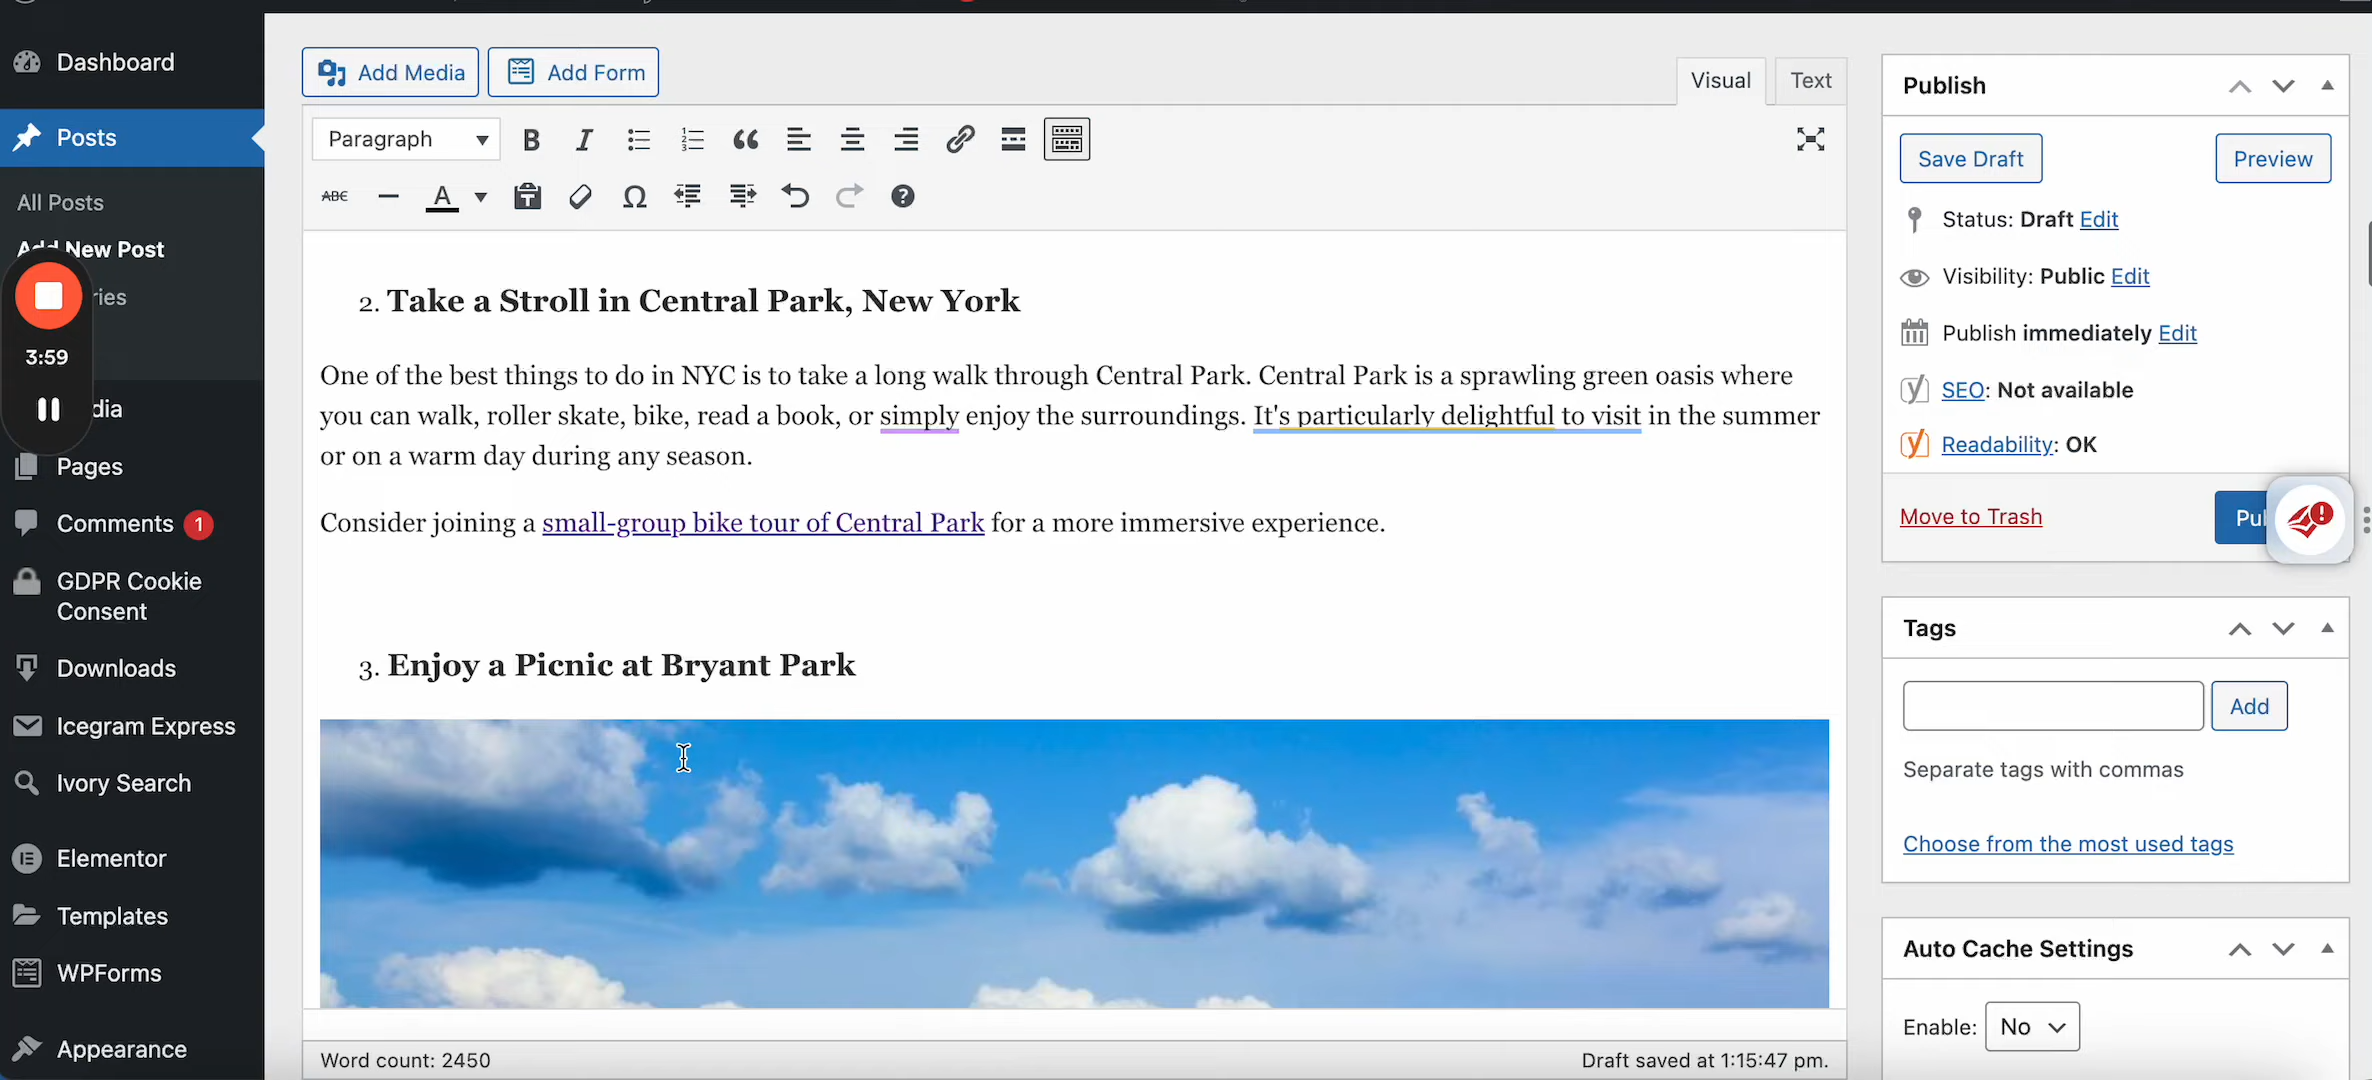 Dashboard
Posts
All Posts
Add New Post
3:59
Pages
Comments 1
GDPR Cookie
Consent
Downloads
Icegram Express
Ivory Search
Elementor
Templates
WPForms
Appearance
Add Media
Add Form
Visual
Text
Paragraph
B I
ABC A
2. Take a Stroll in Central Park, New York
One of the best things to do in NYC is to take a long walk through Central Park. Central Park is a sprawling green oasis where
you can walk, roller skate, bike, read a book, or simply enjoy the surroundings. It's particularly delightful to visit in the summer
or on a warm day during any season.
Consider joining a small-group bike tour of Central Park for a more immersive experience.
3. Enjoy a Picnic at Bryant Park
Word count: 2450
Draft saved at 1:15:47 pm.
Publish
Save Draft
Preview
Status: Draft Edit
Visibility: Public Edit
Publish immediately Edit
SEO: Not available
Readability: OK
Move to Trash
Tags
Add
Separate tags with commas
Choose from the most used tags
Auto Cache Settings
Enable: No